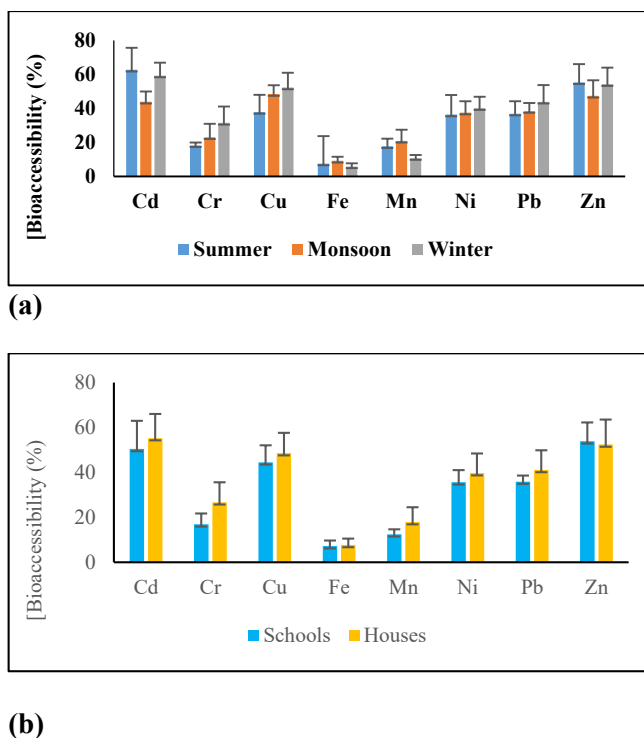 [Bioaccessibility (%)
80
60
40
20
0
Cd Cr Cu Fe Mn Ni Pb Zn
Summer Monsoon Winter
(a)
[Bioaccessibility (%)
80
60
40
20
0
Cd Cr Cu Fe Mn Ni Pb Zn
Schools Houses
(b)